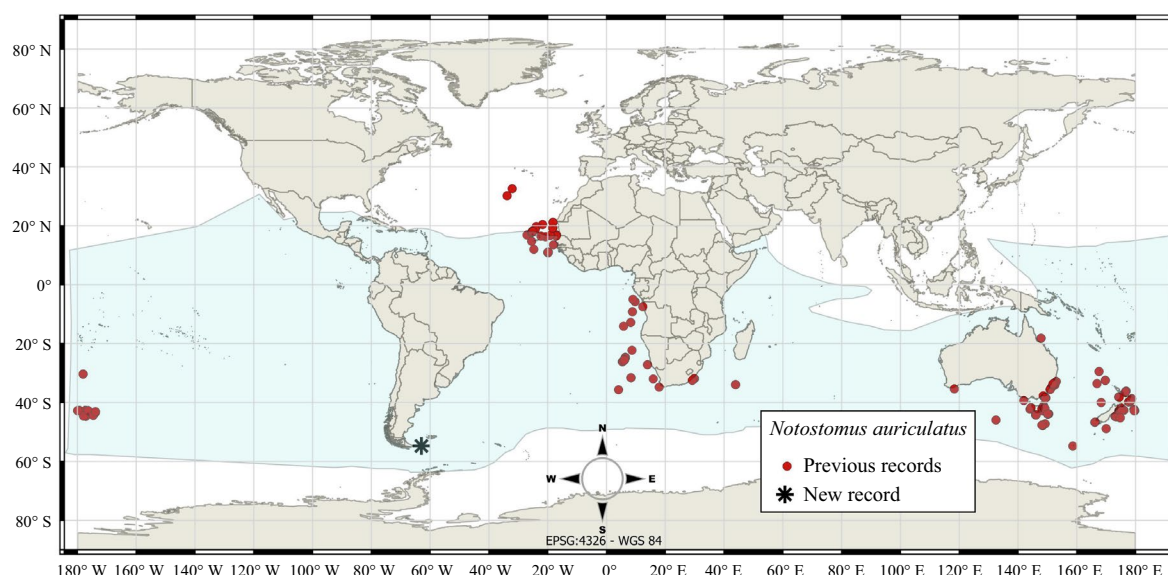 80° N
60° N
40° N
20° N
0°
20° S
40° S
60° S
80° S
N
W
E
S
EPSG:4326 - WGS 84
Notostomus auriculatus
Previous records
New record
180° W 160° W 140° W 120° W 100° W 80° W 60° W 40° W 20° W 0° 20° E 40° E 60° E 80° E 100° E 120° E 140° E 160° E 180° E